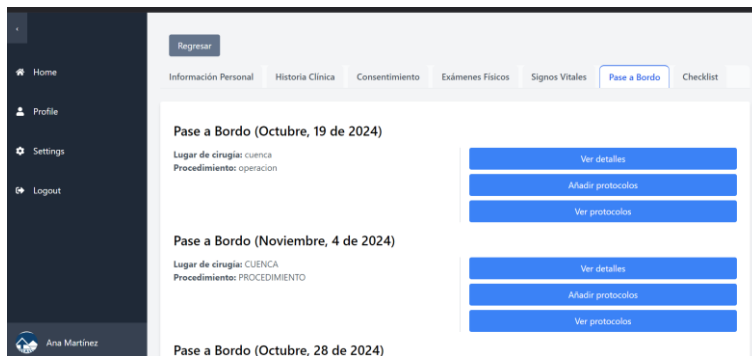 Regresar
Home
Profile
Settings
Logout
Ana Martínez
Información Personal Historia Clínica Consentimiento Exámenes Físicos Signos Vitales Pase a Bordo Checklist
Pase a Bordo (Octubre, 19 de 2024)
Lugar de cirugía: cuenca
Procedimiento: operacion
Ver detalles
Añadir protocolos
Ver protocolos
Pase a Bordo (Noviembre, 4 de 2024)
Lugar de cirugía: CUENCA
Procedimiento: PROCEDIMIENTO
Ver detalles
Añadir protocolos
Ver protocolos
Pase a Bordo (Octubre, 28 de 2024)